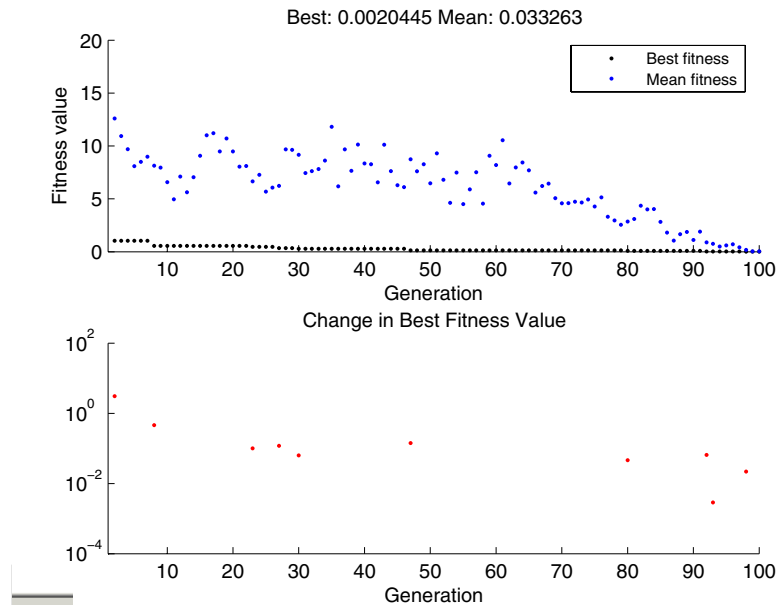 Best: 0.0020445 Mean: 0.033263
Best fitness
Mean fitness
Fitness value
20
15
10
5
0
10 20 30 40 50 60 70 80 90 100
Generation
Change in Best Fitness Value
10^2
10^0
10^−2
10^−4
10 20 30 40 50 60 70 80 90 100
Generation